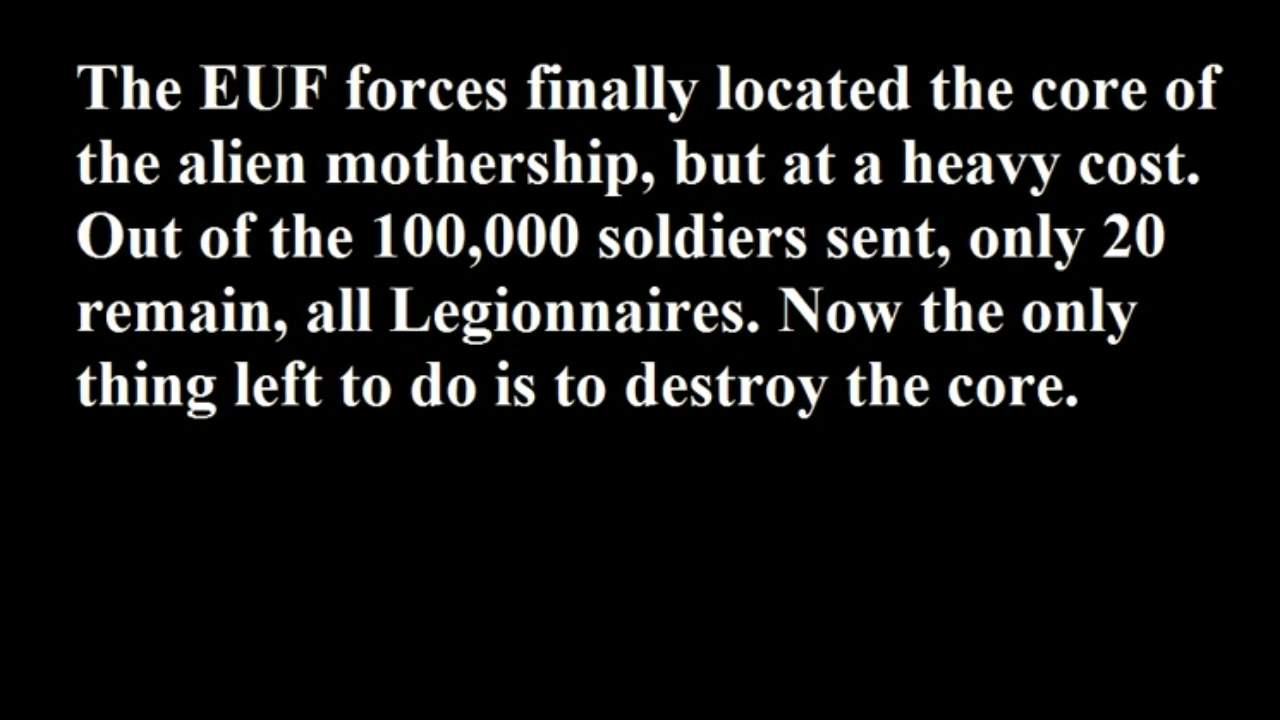 The EUF forces finally located the core of
the alien mothership, but at a heavy cost.
Out of the 100,000 soldiers sent, only 20
remain, all Legionnaires. Now the only
thing left to do is to destroy the core.